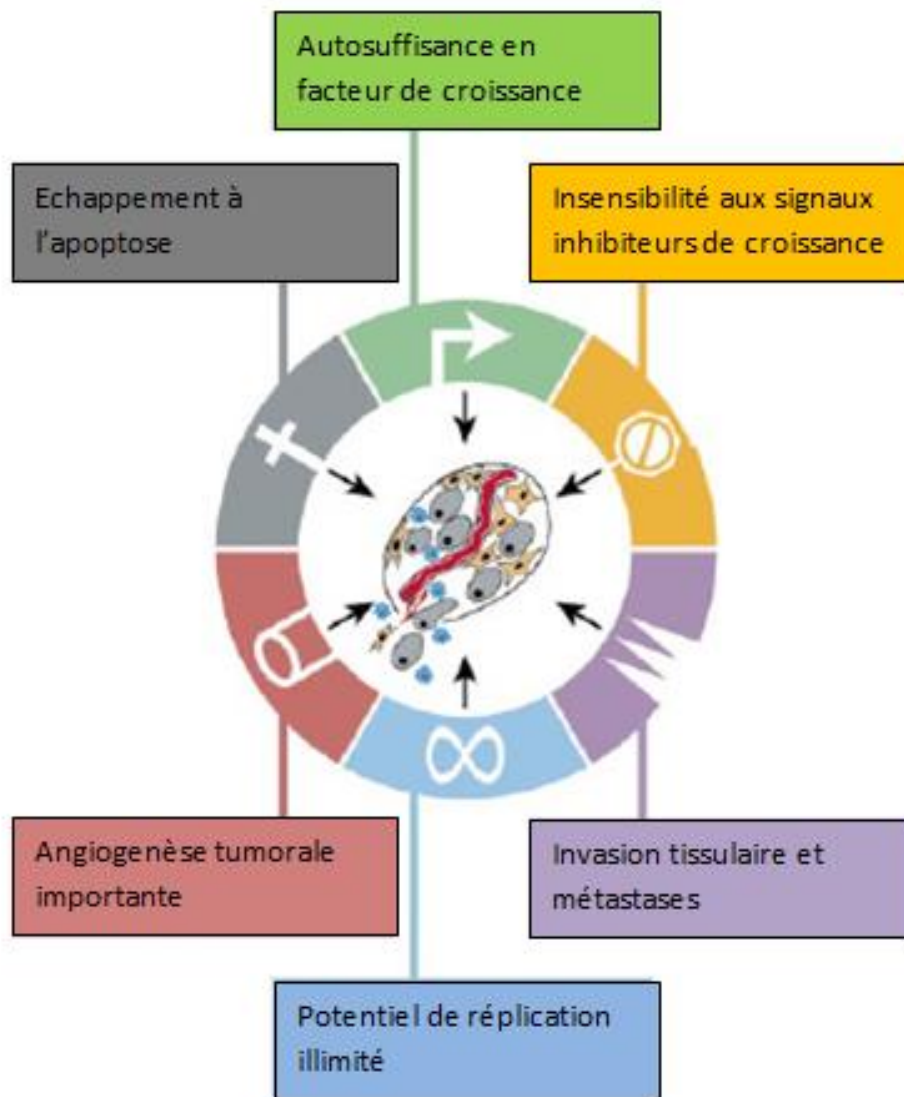 Autosuffisance en
facteur de croissance
Echappement à
l'apoptose
Insensibilité aux signaux
inhibiteurs de croissance
Angiogenèse tumorale
importante
Invasion tissulaire et
métastases
Potentiel de réplication
illimité